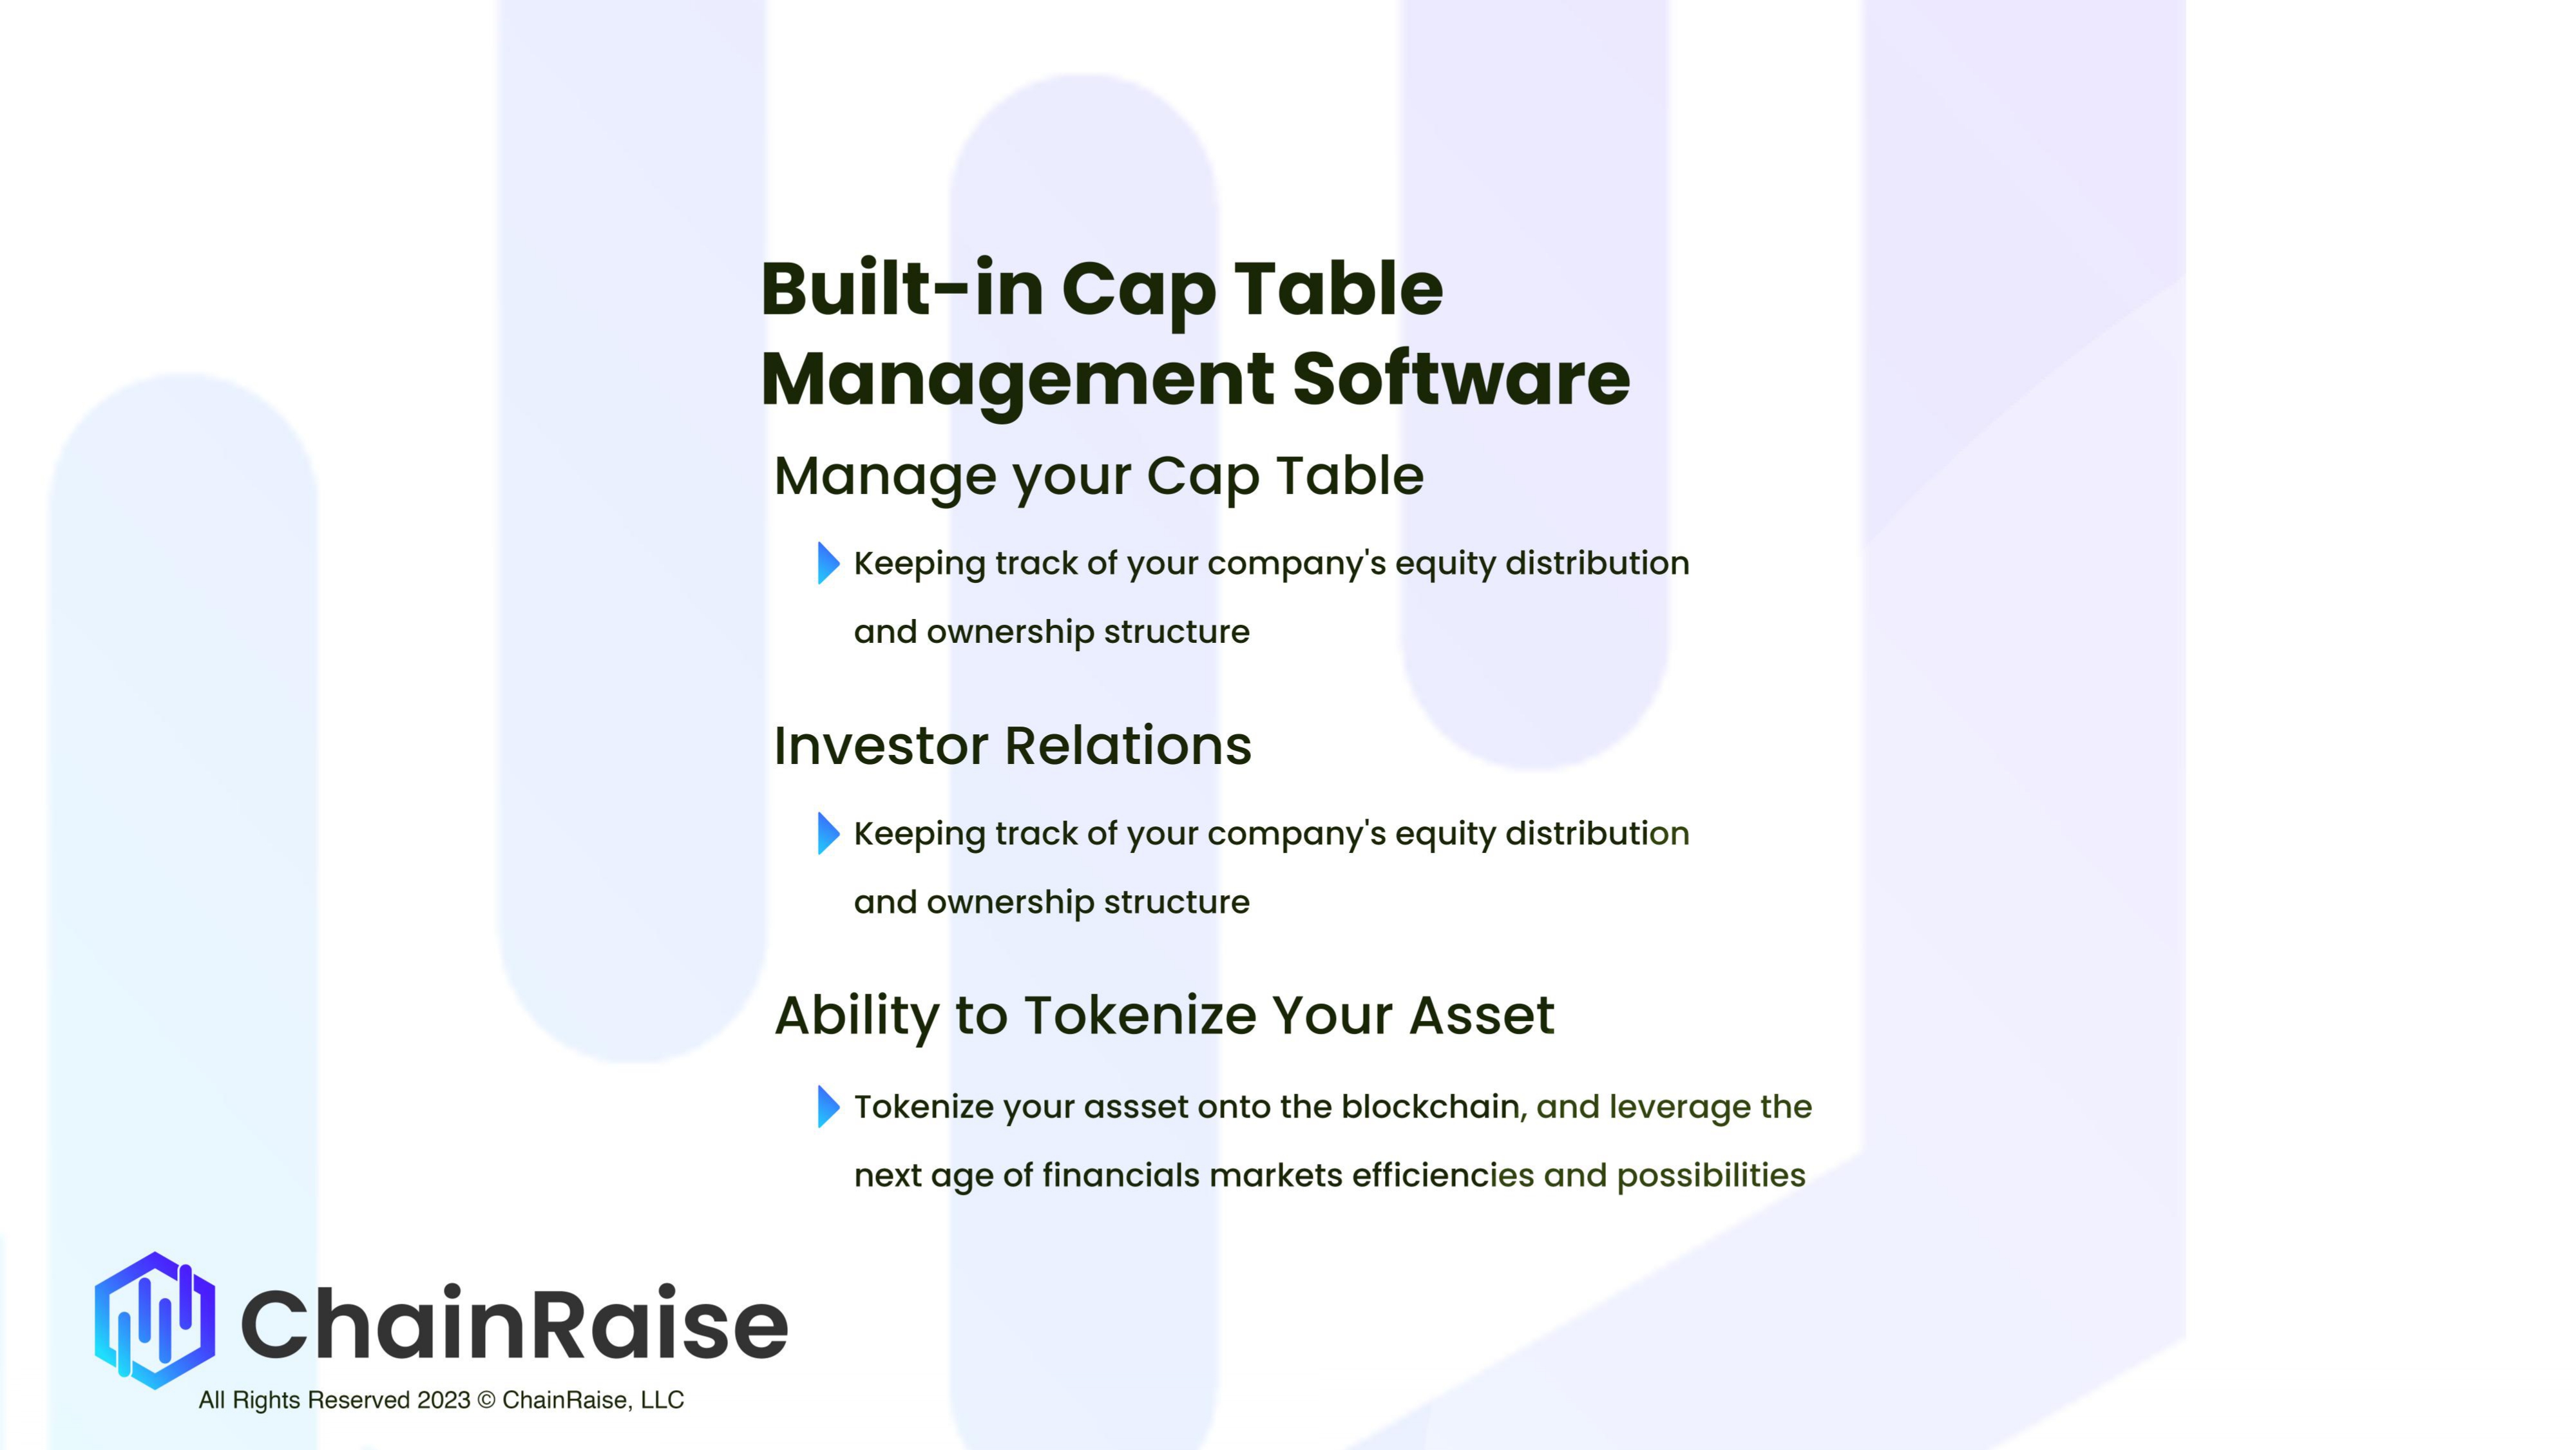 Built-in Cap Table
Management Software
Manage your Cap Table
Keeping track of your company's equity distribution
and ownership structure
Investor Relations
Keeping track of your company's equity distribution
and ownership structure
Ability to Tokenize Your Asset
Tokenize your assset onto the blockchain, and leverage the
next age of financials markets efficiencies and possibilities
ChainRaise
All Rights Reserved 2023 © ChainRaise, LLC